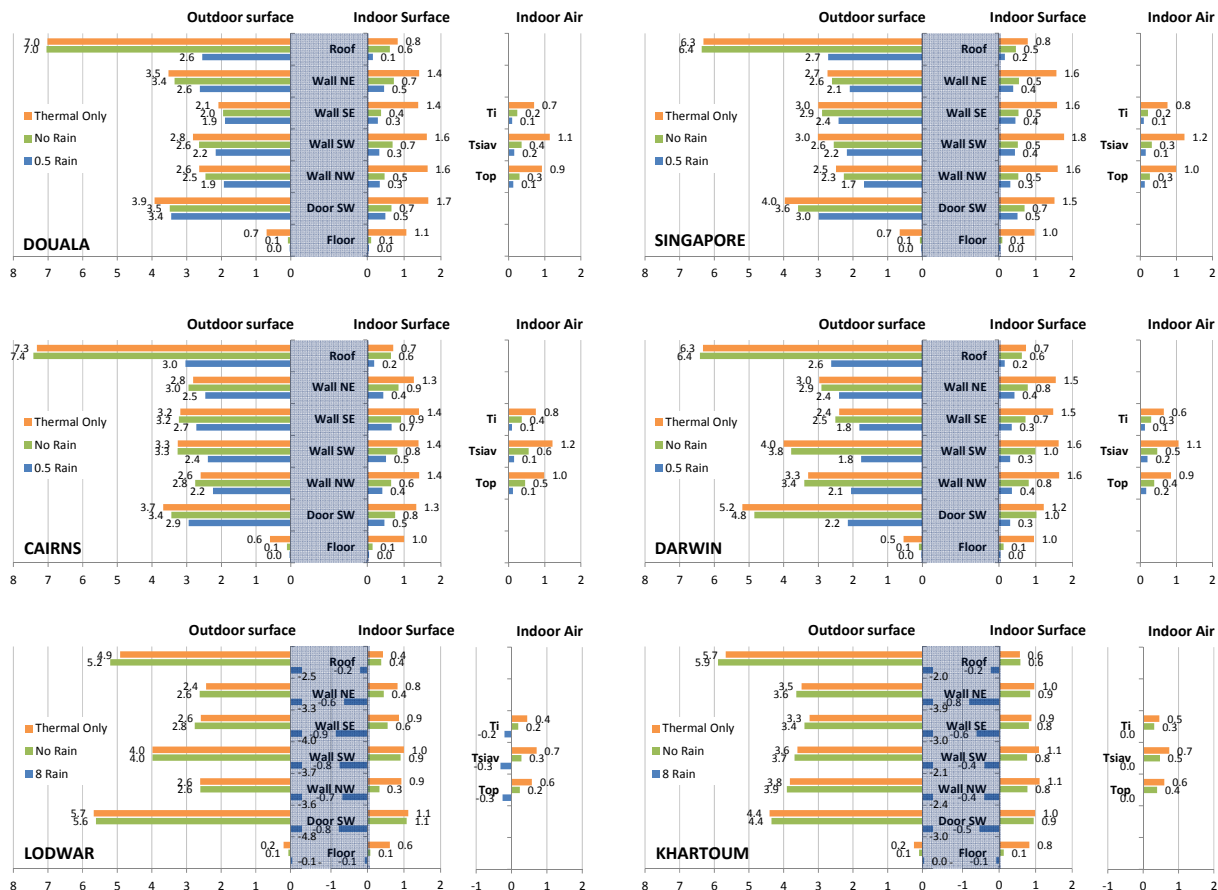 Outdoor surface Indoor Surface Indoor Air
Thermal Only
No Rain
0.5 Rain
7.0 7.0 2.6 Roof 0.8 0.6 0.1
3.5 3.4 2.6 Wall NE 1.4 0.7 0.5
2.1 2.0 1.9 Wall SE 1.4 0.4 0.3
2.8 2.6 2.2 Wall SW 1.6 0.7 0.3
2.6 2.5 1.9 Wall NW 1.6 0.5 0.3
3.9 3.5 3.4 Door SW 1.7 0.7 0.5
0.7 0.1 0.0 Floor 1.1 0.1 0.0
Ti 0.7 0.2 0.1
Tsiav 1.1 0.4 0.2
Top 0.9 0.3 0.1
DOUALA
8 7 6 5 4 3 2 1 0 0 1 2 0 1 2
Outdoor surface Indoor Surface Indoor Air
Thermal Only
No Rain
0.5 Rain
6.3 6.4 2.7 Roof 0.8 0.5 0.2
2.7 2.6 2.1 Wall NE 1.6 0.5 0.4
3.0 2.9 2.4 Wall SE 1.6 0.5 0.4
3.0 2.6 2.2 Wall SW 1.8 0.5 0.4
2.5 2.3 1.7 Wall NW 1.6 0.5 0.3
4.0 3.6 3.0 Door SW 1.5 0.7 0.5
0.7 0.1 0.0 Floor 1.0 0.1 0.0
Ti 0.8 0.2 0.1
Tsiav 1.2 0.3 0.1
Top 1.0 0.3 0.1
SINGAPORE
8 7 6 5 4 3 2 1 0 0 1 2 0 1 2
Outdoor surface Indoor Surface Indoor Air
Thermal Only
No Rain
0.5 Rain
7.3 7.4 3.0 Roof 0.7 0.6 0.2
2.8 3.0 2.5 Wall NE 1.3 0.9 0.4
3.2 3.2 2.7 Wall SE 1.4 0.9 0.7
3.3 3.3 2.4 Wall SW 1.4 0.8 0.5
2.6 2.8 2.2 Wall NW 1.4 0.6 0.4
3.7 3.4 2.9 Door SW 1.3 0.8 0.5
0.6 0.1 0.0 Floor 1.0 0.1 0.0
Ti 0.8 0.4 0.1
Tsiav 1.2 0.6 0.1
Top 1.0 0.5 0.1
CAIRNS
8 7 6 5 4 3 2 1 0 0 1 2 0 1 2
Outdoor surface Indoor Surface Indoor Air
Thermal Only
No Rain
0.5 Rain
6.3 6.4 2.6 Roof 0.7 0.6 0.2
3.0 2.9 2.4 Wall NE 1.5 0.8 0.4
2.4 2.5 1.8 Wall SE 1.5 0.7 0.3
4.0 3.8 1.8 Wall SW 1.6 1.0 0.3
3.3 3.4 2.1 Wall NW 1.6 0.8 0.4
5.2 4.8 2.2 Door SW 1.2 1.0 0.3
0.5 0.1 0.0 Floor 1.0 0.1 0.0
Ti 0.6 0.3 0.1
Tsiav 1.1 0.5 0.2
Top 0.9 0.4 0.2
DARWIN
8 7 6 5 4 3 2 1 0 0 1 2 0 1 2
Outdoor surface Indoor Surface Indoor Air
Thermal Only
No Rain
8 Rain
4.9 5.2 -2.5 Roof 0.4 0.4 -0.2
2.4 2.6 -3.3 Wall NE 0.8 0.4 -0.6
2.6 2.8 -4.0 Wall SE 0.9 0.6 -0.9
4.0 4.0 -3.7 Wall SW 1.0 0.9 -0.8
2.6 2.6 -3.6 Wall NW 0.9 0.3 -0.7
5.7 5.6 -4.8 Door SW 1.1 1.1 -0.8
0.2 0.1 -0.1 Floor 0.6 0.1 -0.1
Ti 0.4 0.2 -0.2
Tsiav 0.7 0.3 -0.3
Top 0.6 0.2 -0.3
LODWAR
8 7 6 5 4 3 2 1 0 -1 0 1 2 -1 0 1 2
Outdoor surface Indoor Surface Indoor Air
Thermal Only
No Rain
8 Rain
5.7 5.9 -2.0 Roof 0.6 0.6 -0.2
3.5 3.6 -3.9 Wall NE 1.0 0.9 -0.8
3.3 3.4 -3.0 Wall SE 0.9 0.8 -0.6
3.6 3.7 -2.1 Wall SW 1.1 0.8 -0.4
3.8 3.9 -2.4 Wall NW 1.1 0.8 -0.4
4.4 4.4 -3.0 Door SW 1.0 0.9 -0.5
0.2 0.1 0.0 Floor 0.8 0.1 -0.1
Ti 0.5 0.3 0.0
Tsiav 0.7 0.5 0.0
Top 0.6 0.4 0.0
KHARTOUM
8 7 6 5 4 3 2 1 0 -1 0 1 2 -1 0 1 2